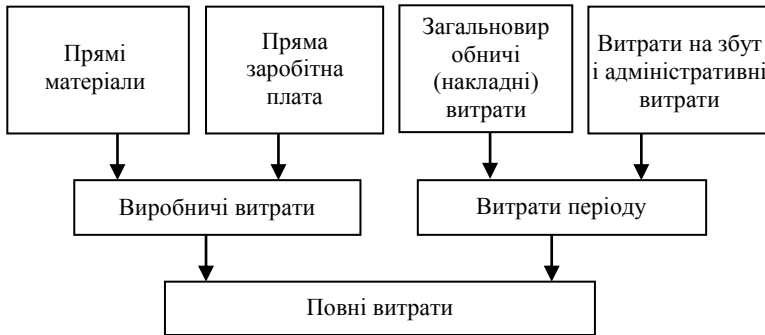 Прямі
матеріали
Пряма
заробітна
плата
Загальновир
обничі
(накладні)
витрати
Витрати на збут
і адміністративні
витрати
Виробничі витрати
Витрати періоду
Повні витрати